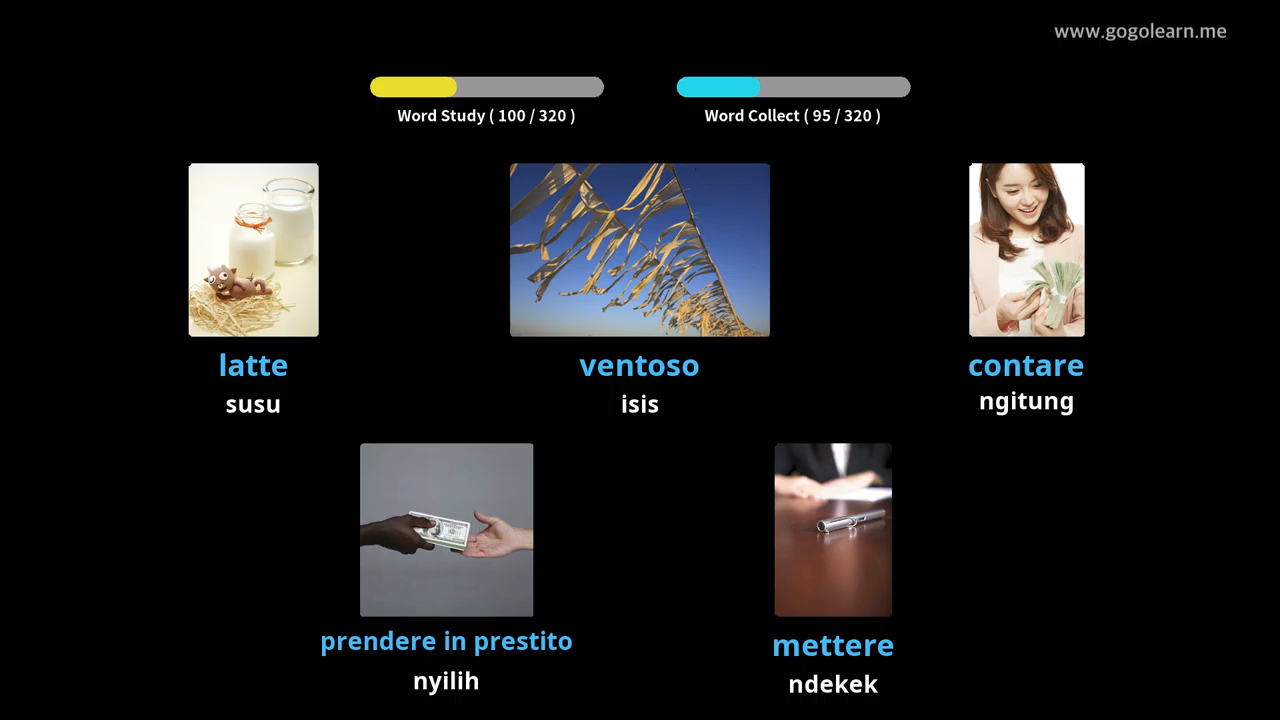 www.gogolearn.me
Word Study ( 100 / 320 )
Word Collect ( 95 / 320 )
latte
susu
ventoso
isis
contare
ngitung
prendere in prestito
nyilih
mettere
ndekek